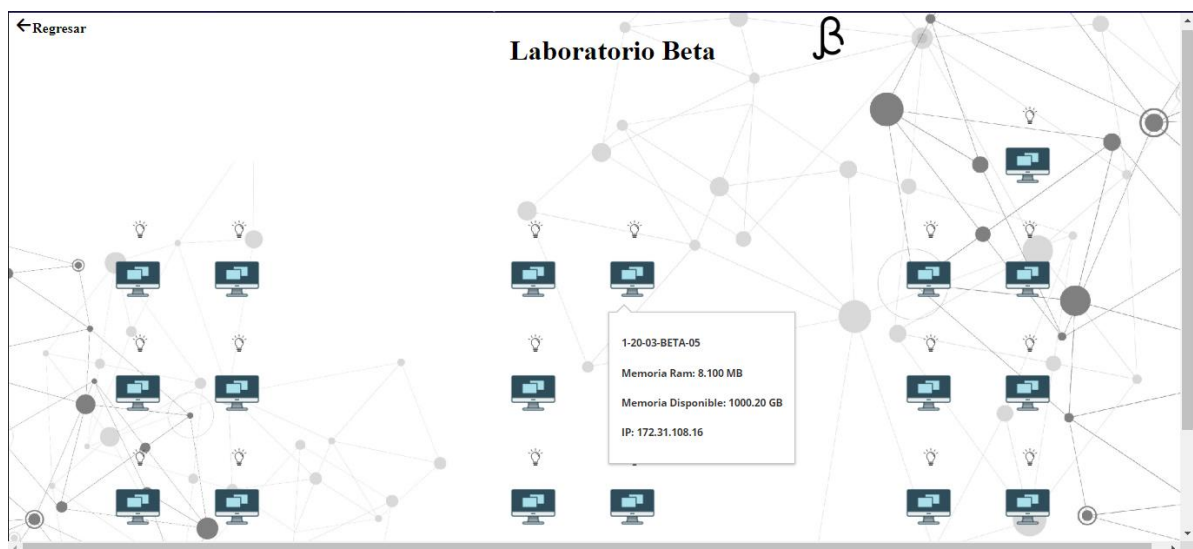 Regresar
Laboratorio Beta
β
1-20-03-BETA-05
Memoria Ram: 8.100 MB
Memoria Disponible: 1000.20 GB
IP: 172.31.108.16